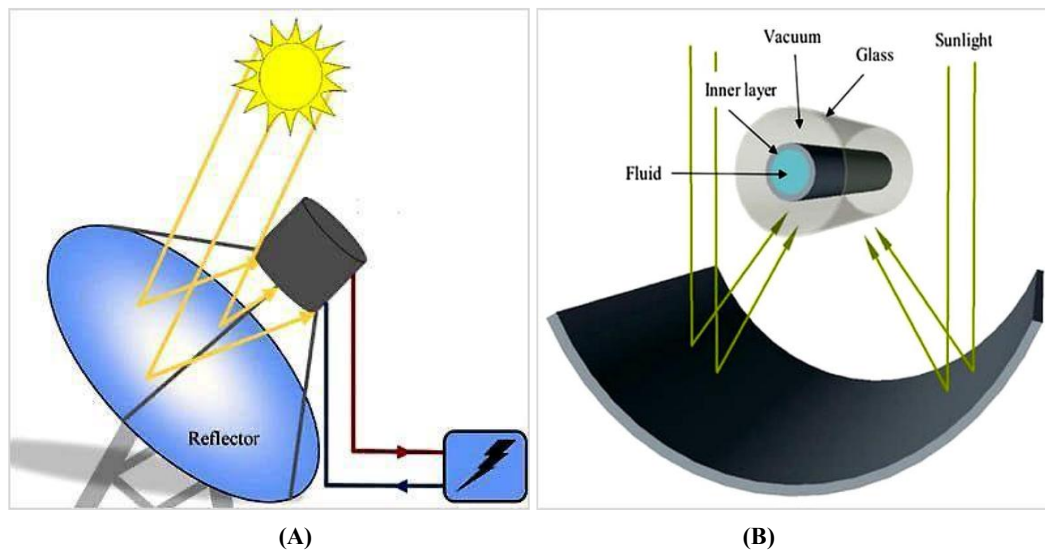 Reflector
Vacuum
Sunlight
Glass
Inner layer
Fluid
(A)
(B)